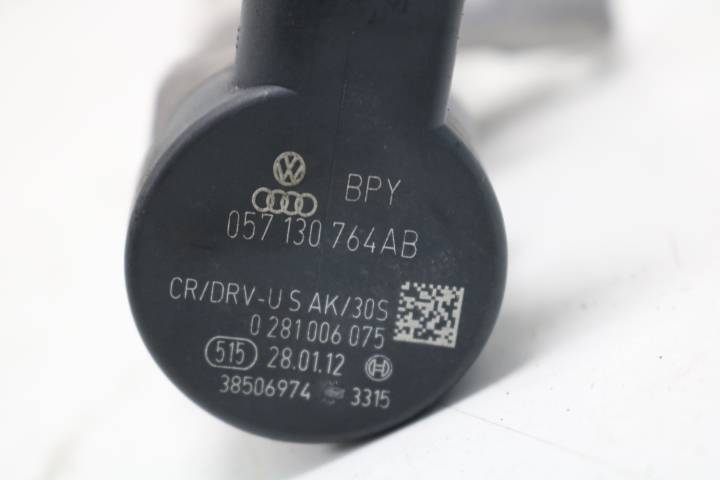 BPY
057 130 764AB
CR/DRV-U S AK/30S
0 281 006 075
515 28.01.12
38506974 3315